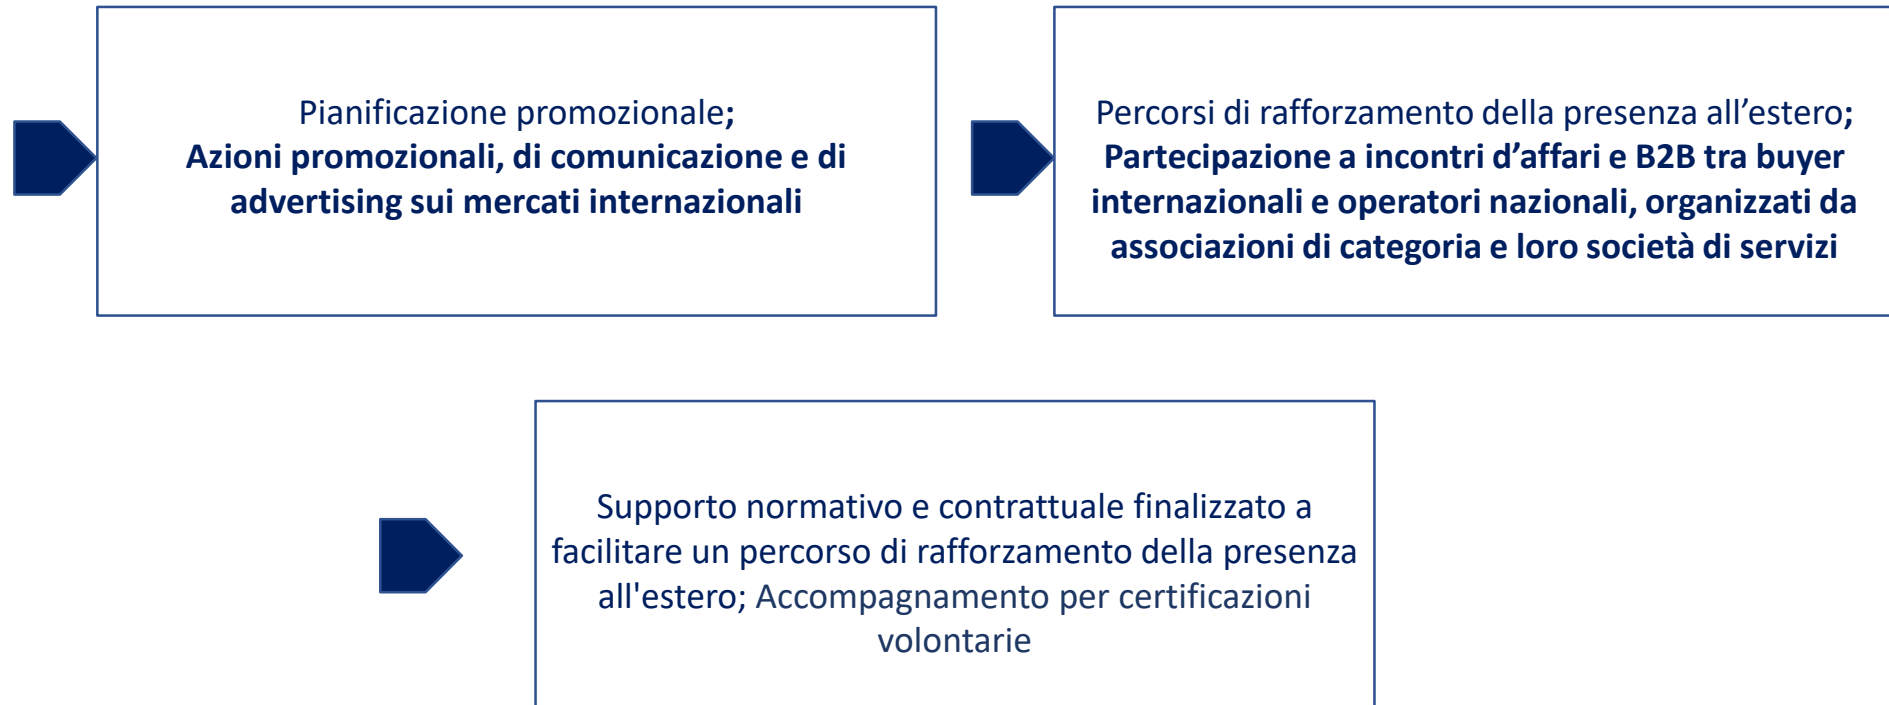 Pianificazione promozionale;
Azioni promozionali, di comunicazione e di
advertising sui mercati internazionali
Percorsi di rafforzamento della presenza all’estero;
Partecipazione a incontri d’affari e B2B tra buyer
internazionali e operatori nazionali, organizzati da
associazioni di categoria e loro società di servizi
Supporto normativo e contrattuale finalizzato a
facilitare un percorso di rafforzamento della presenza
all'estero; Accompagnamento per certificazioni
volontarie